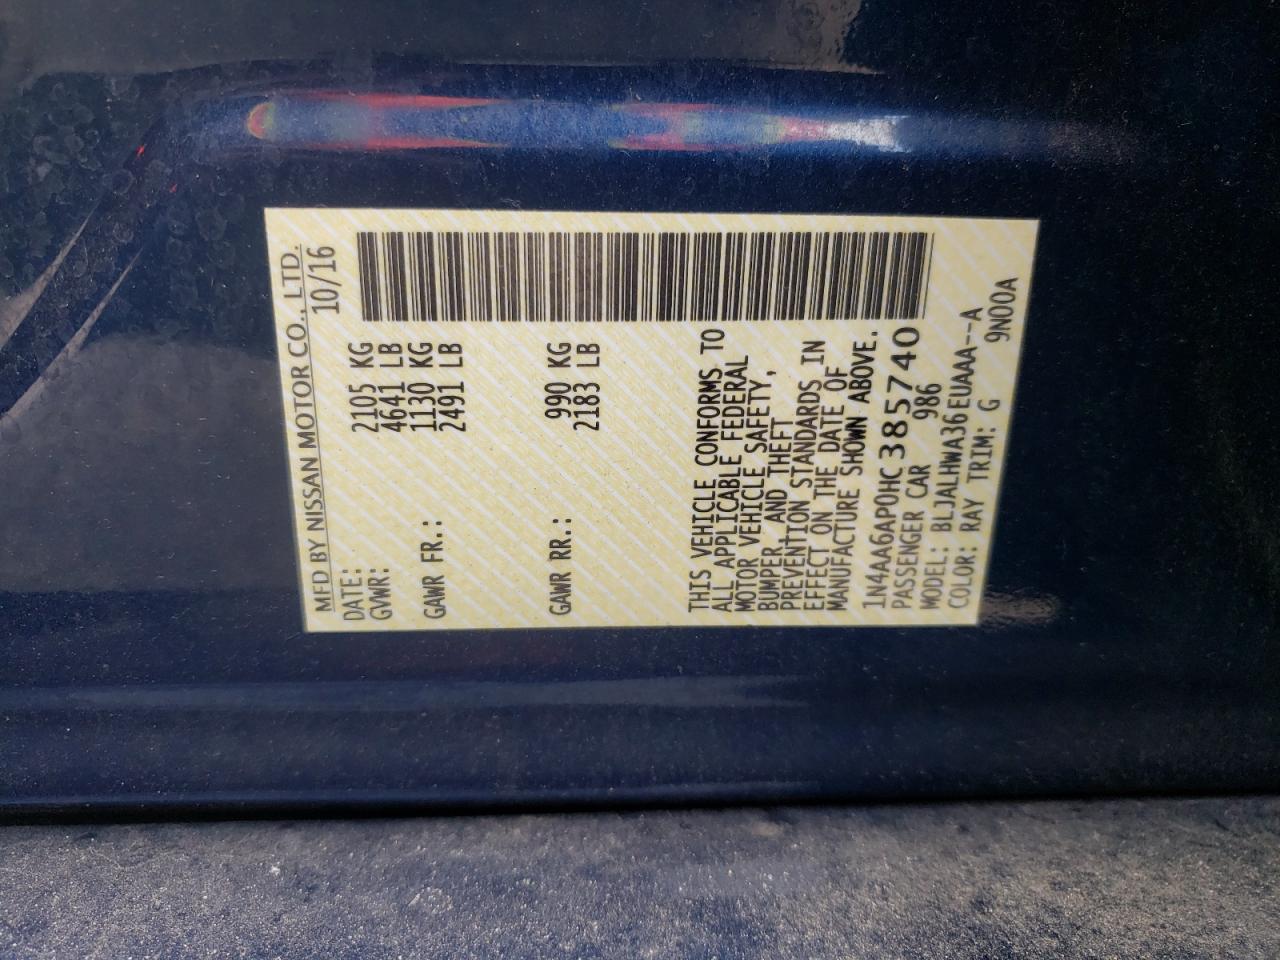 MFD BY NISSAN MOTOR CO., LTD.
DATE: 10/16
GVWR: 2105 KG
4641 LB
GAWR FR.: 1130 KG
2491 LB
GAWR RR.: 990 KG
2183 LB
THIS VEHICLE CONFORMS TO
ALL APPLICABLE FEDERAL
MOTOR VEHICLE SAFETY,
BUMPER, AND THEFT
PREVENTION STANDARDS IN
EFFECT ON THE DATE OF
MANUFACTURE SHOWN ABOVE.
1N4AA6AP0HC385740
PASSENGER CAR 986
MODEL: BLJALHWA36EUAAA--A
COLOR: RAY TRIM: G 9N00A